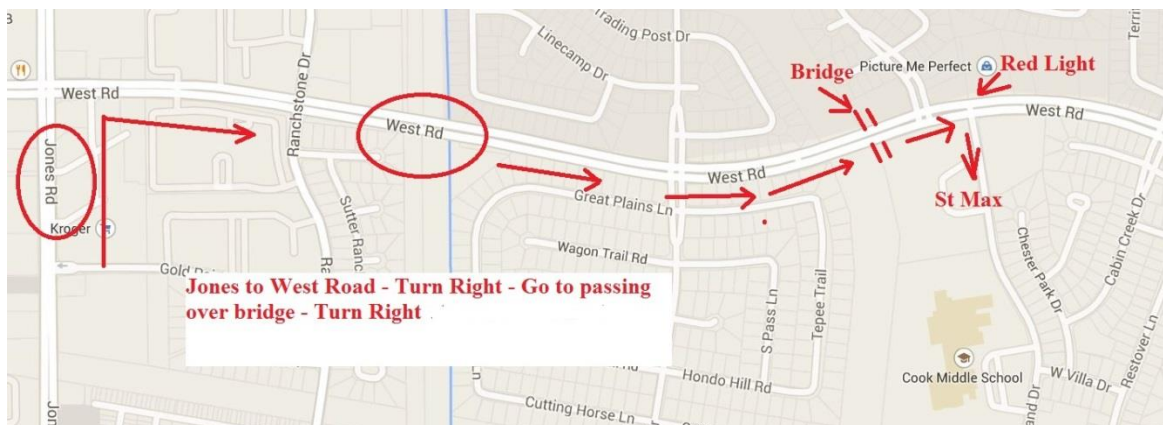 Trading Post Dr
Linecamp Dr
Ranchstone Dr
Bridge
Picture Me Perfect
Red Light
West Rd
West Rd
West Rd
West Rd
Jones Rd
Kroger
Sutter Ranc
Great Plains Ln
Wagon Trail Rd
St Max
Chester Park Dr
Cabin Creek Dr
S Pass Ln
Tepee Trail
Jones to West Road - Turn Right - Go to passing
over bridge - Turn Right
Hondo Hill Rd
Cutting Horse Ln
Cook Middle School
W Villa Dr
Restover Ln